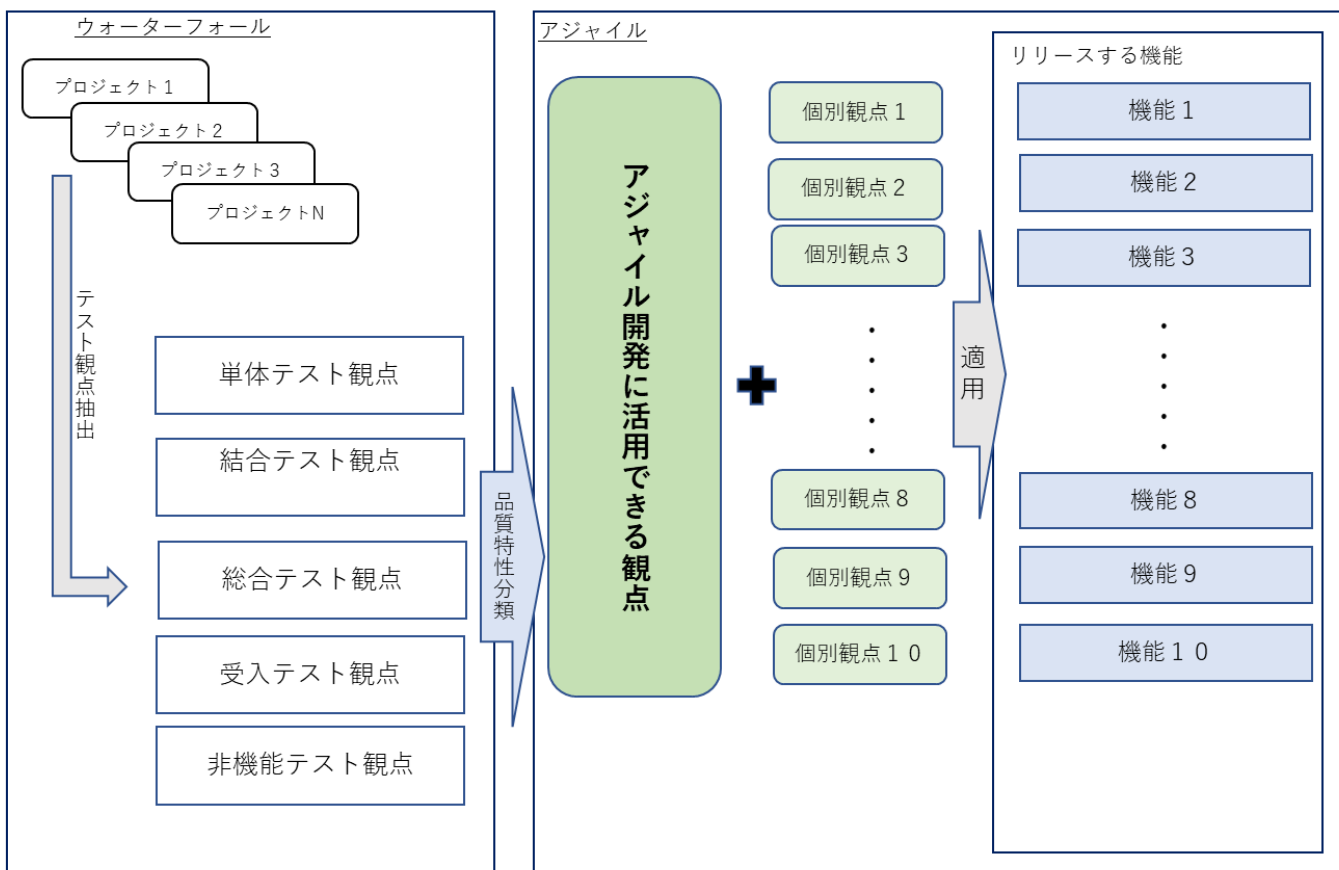 ウォーターフォール
プロジェクト1
プロジェクト2
プロジェクト3
プロジェクトN
テスト観点抽出
単体テスト観点
結合テスト観点
総合テスト観点
受入テスト観点
非機能テスト観点
品質特性分類
アジャイル
アジャイル開発に活用できる観点
個別観点1
個別観点2
個別観点3
・
・
・
・
・
個別観点8
個別観点9
個別観点10
適用
リリースする機能
機能1
機能2
機能3
・
・
・
・
・
機能8
機能9
機能10